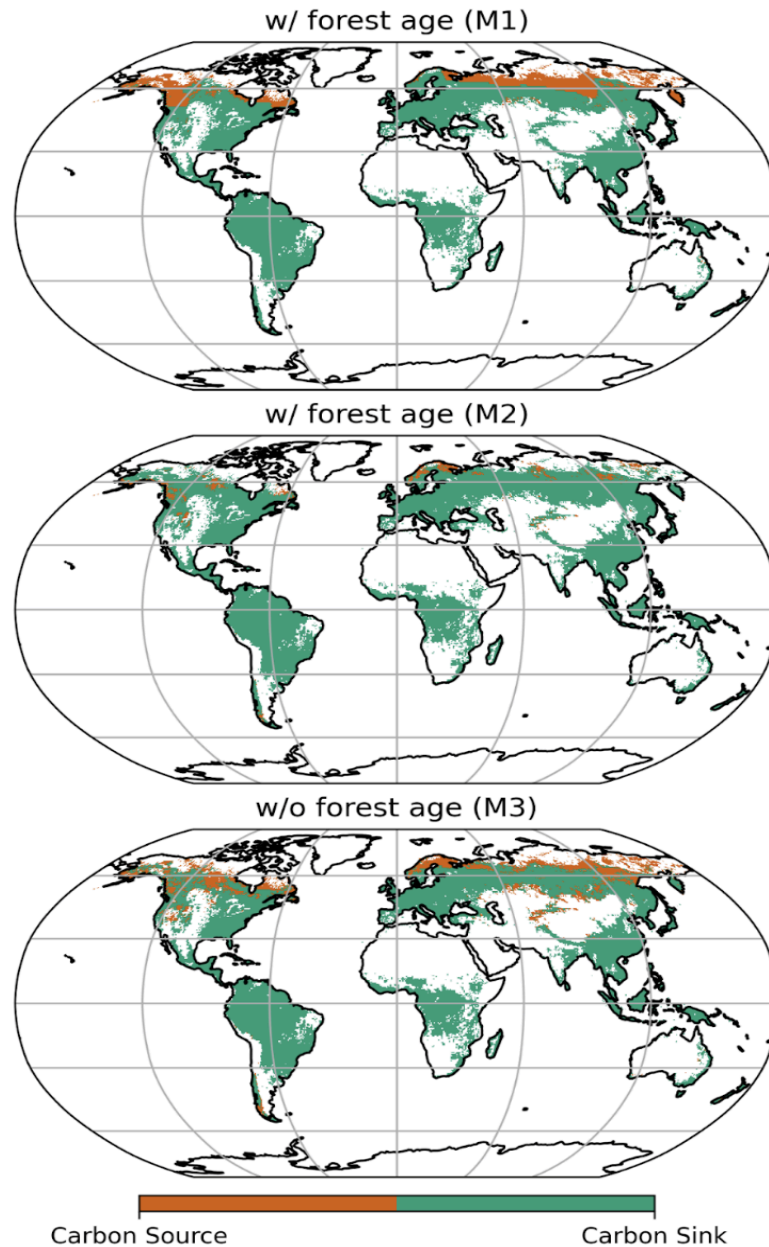 w/ forest age (M1)
w/ forest age (M2)
w/o forest age (M3)
Carbon Source Carbon Sink